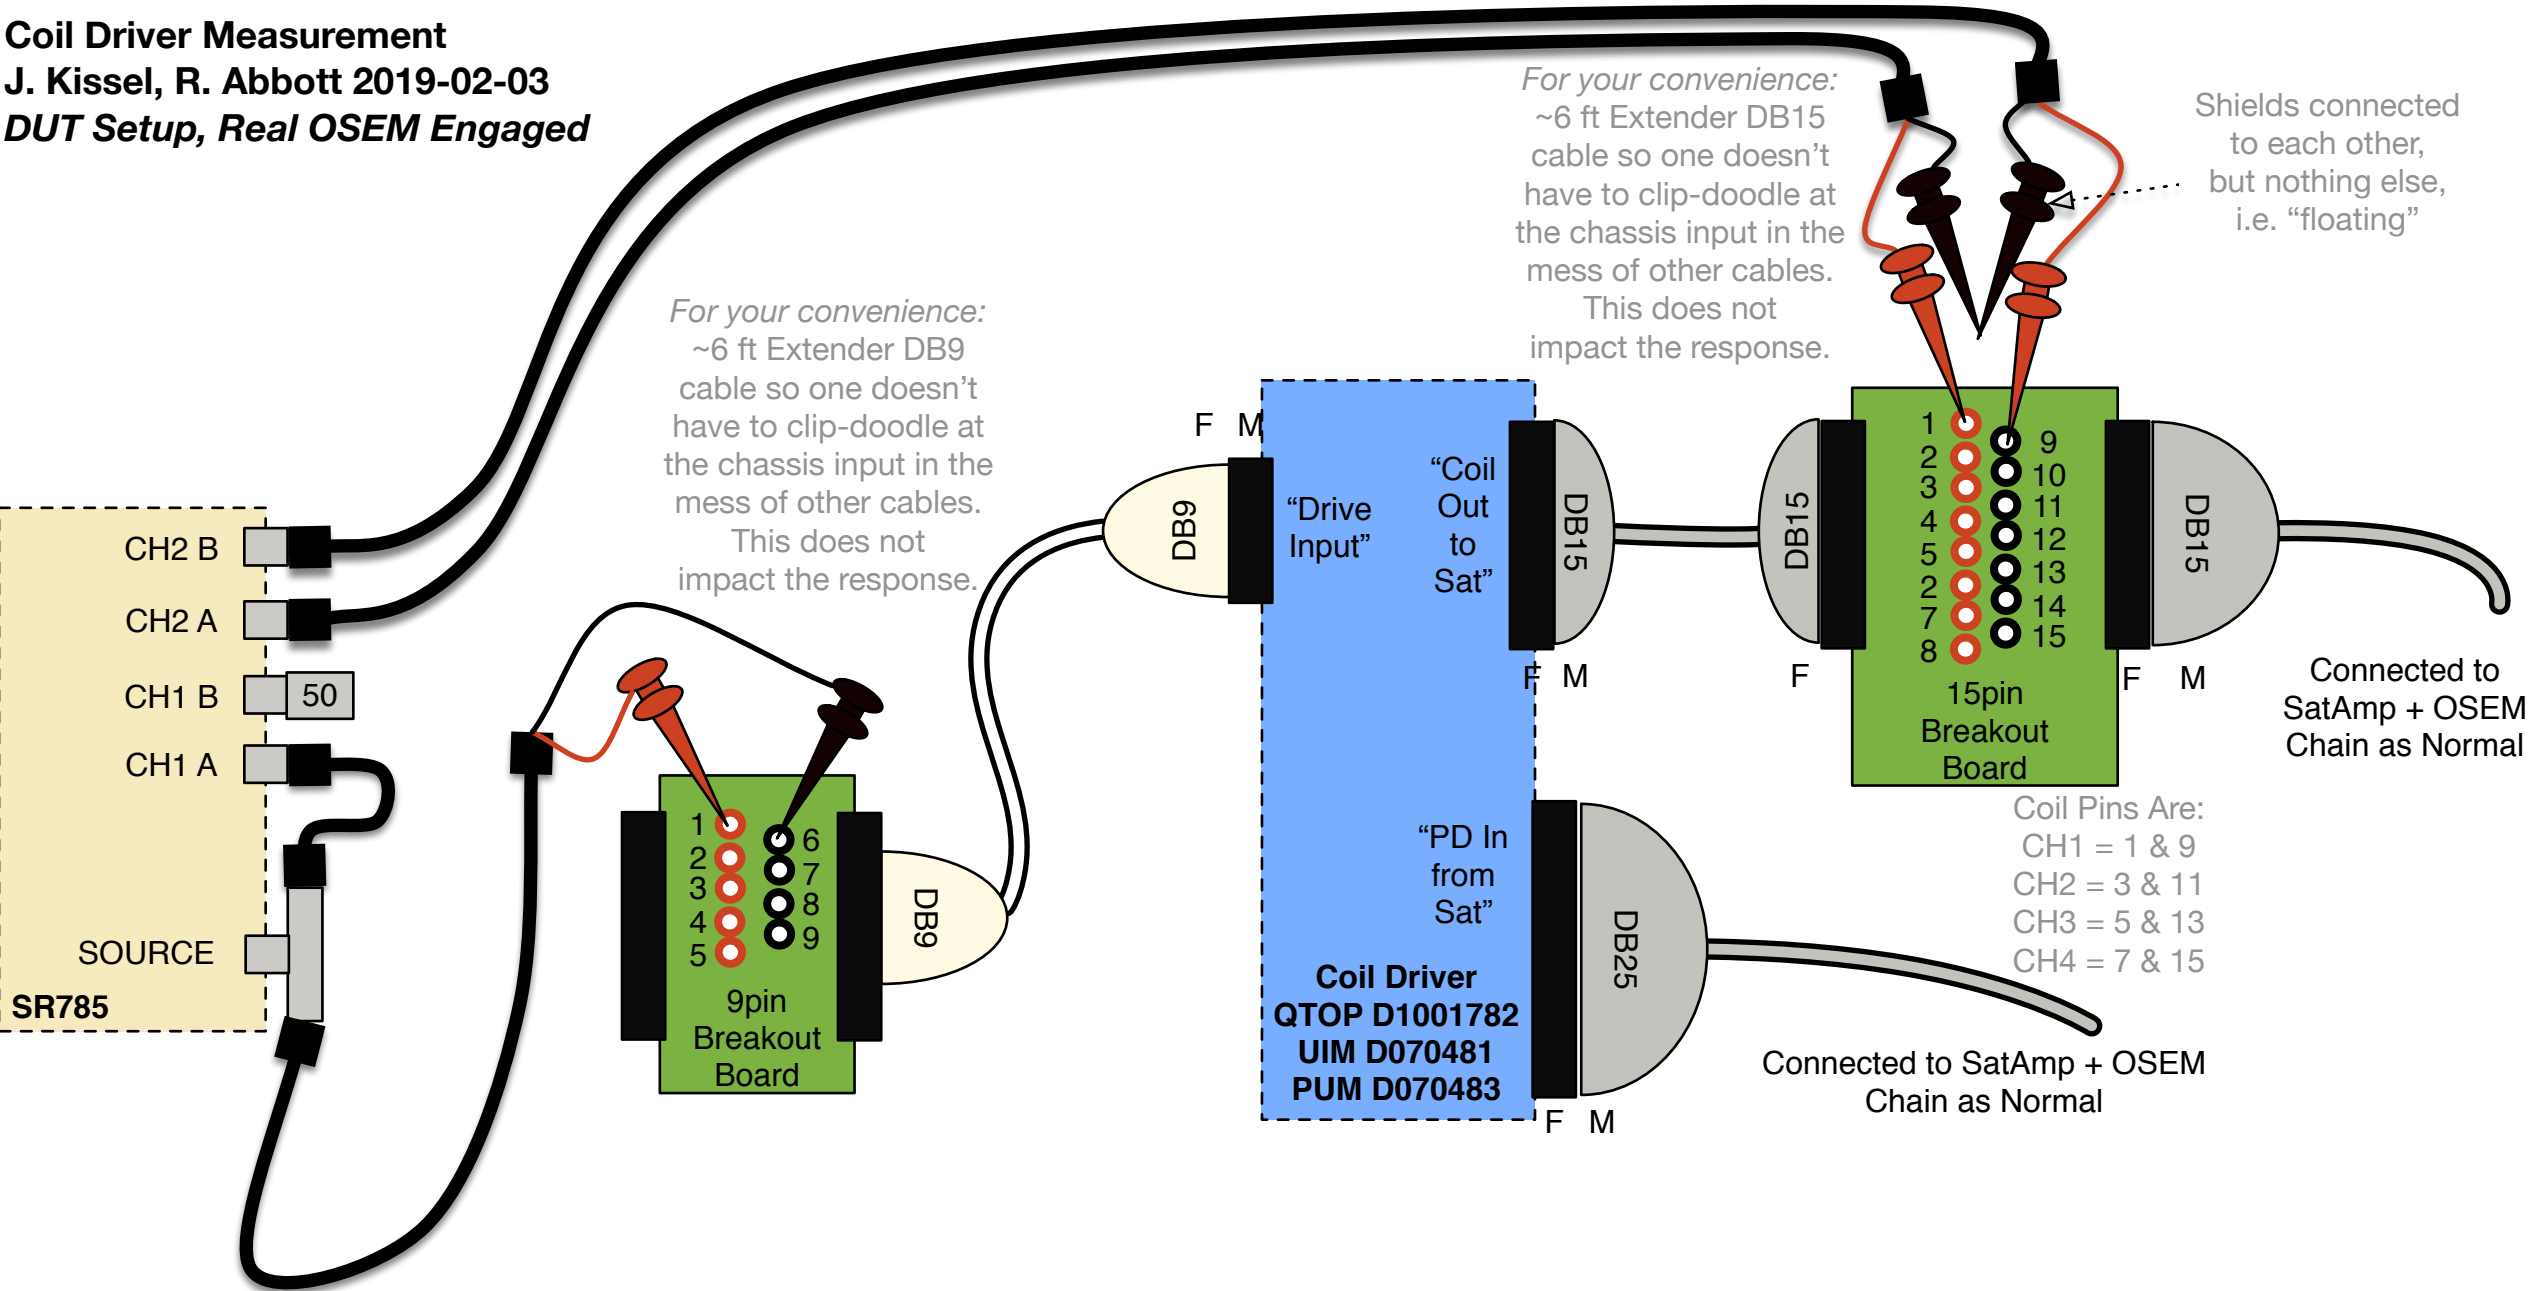 Coil Driver Measurement
J. Kissel, R. Abbott 2019-02-03
DUT Setup, Real OSEM Engaged
For your convenience:
~6 ft Extender DB15
cable so one doesn’t
have to clip-doodle at
the chassis input in the
mess of other cables.
This does not
impact the response.
Shields connected
to each other,
but nothing else,
i.e. “floating”
For your convenience:
~6 ft Extender DB9
cable so one doesn’t
have to clip-doodle at
the chassis input in the
mess of other cables.
This does not
impact the response.
CH2 B
CH2 A
CH1 B
50
CH1 A
SOURCE
SR785
1
2
3
4
5
6
7
8
9
9pin
Breakout
Board
DB9
F M
DB9
“Drive
Input”
“Coil
Out
to
Sat”
DB15
F M
“PD In
from
Sat”
DB25
F M
Coil Driver
QTOP D1001782
UIM D070481
PUM D070483
DB15
F
1
2
3
4
5
2
7
8
9
10
11
12
13
14
15
15pin
Breakout
Board
DB15
F M
Connected to
SatAmp + OSEM
Chain as Normal
Coil Pins Are:
CH1 = 1 & 9
CH2 = 3 & 11
CH3 = 5 & 13
CH4 = 7 & 15
Connected to SatAmp + OSEM
Chain as Normal